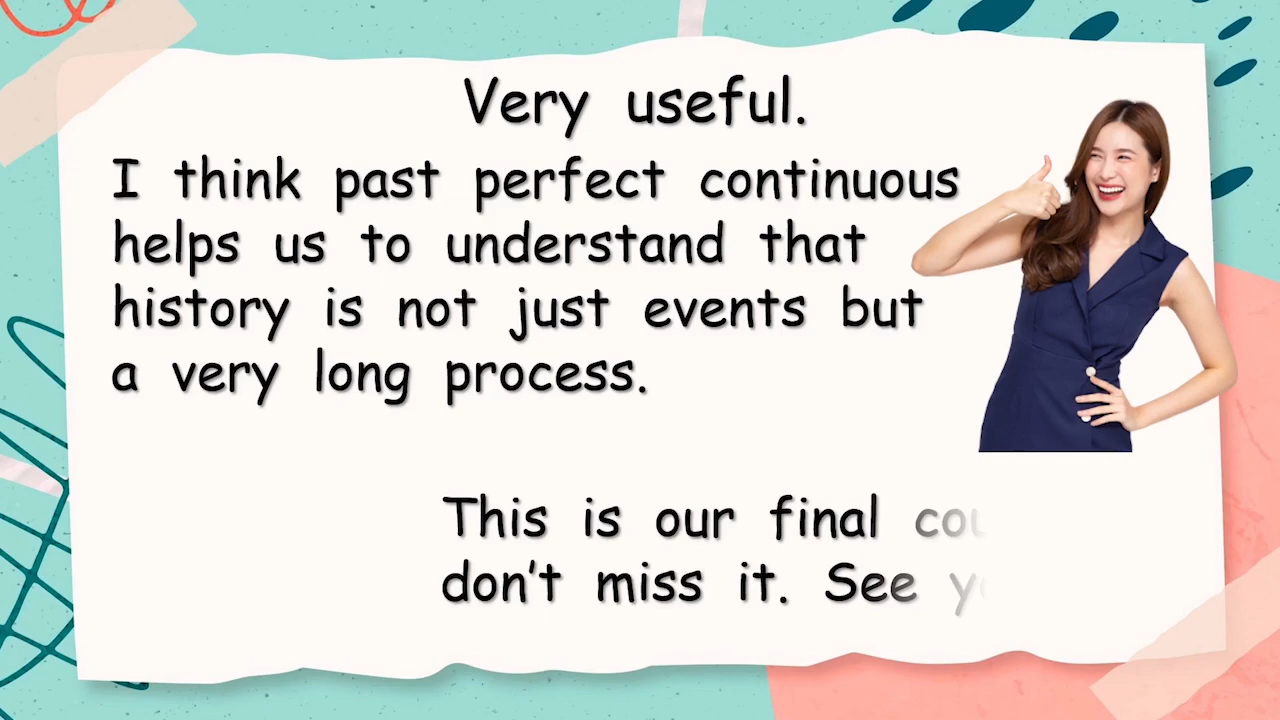 Very useful.
I think past perfect continuous
helps us to understand that
history is not just events but
a very long process.
This is our final
don't miss it. See